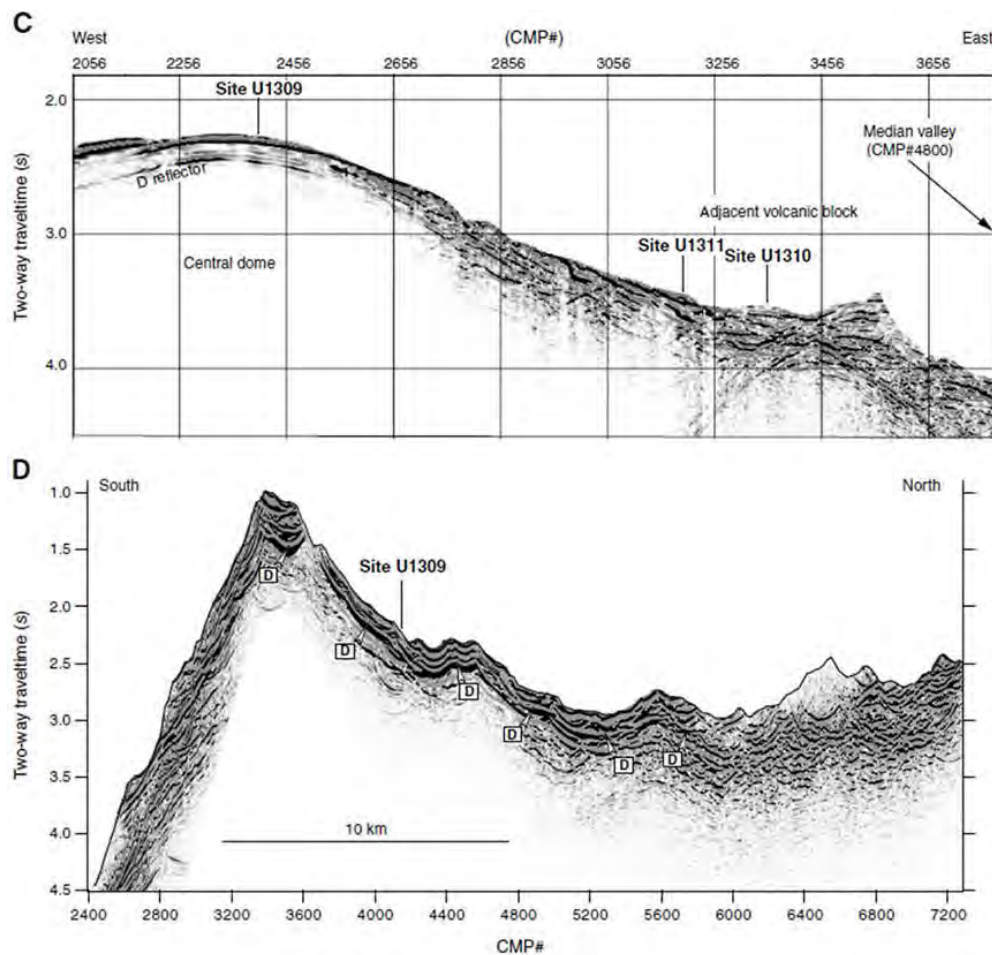 C
West (CMP#) East
2056 2256 2456 2656 2856 3056 3256 3456 3656
Site U1309
2.0
Median valley
(CMP#4800)
D reflector
Two-way traveltime (s)
3.0
Adjacent volcanic block
Central dome
Site U1311
Site U1310
4.0
D
South North
1.0
1.5
Site U1309
D
2.0
Two-way traveltime (s)
D
2.5
D
3.0
D
D
D
3.5
10 km
4.0
4.5
2400 2800 3200 3600 4000 4400 4800 5200 5600 6000 6400 6800 7200
CMP#